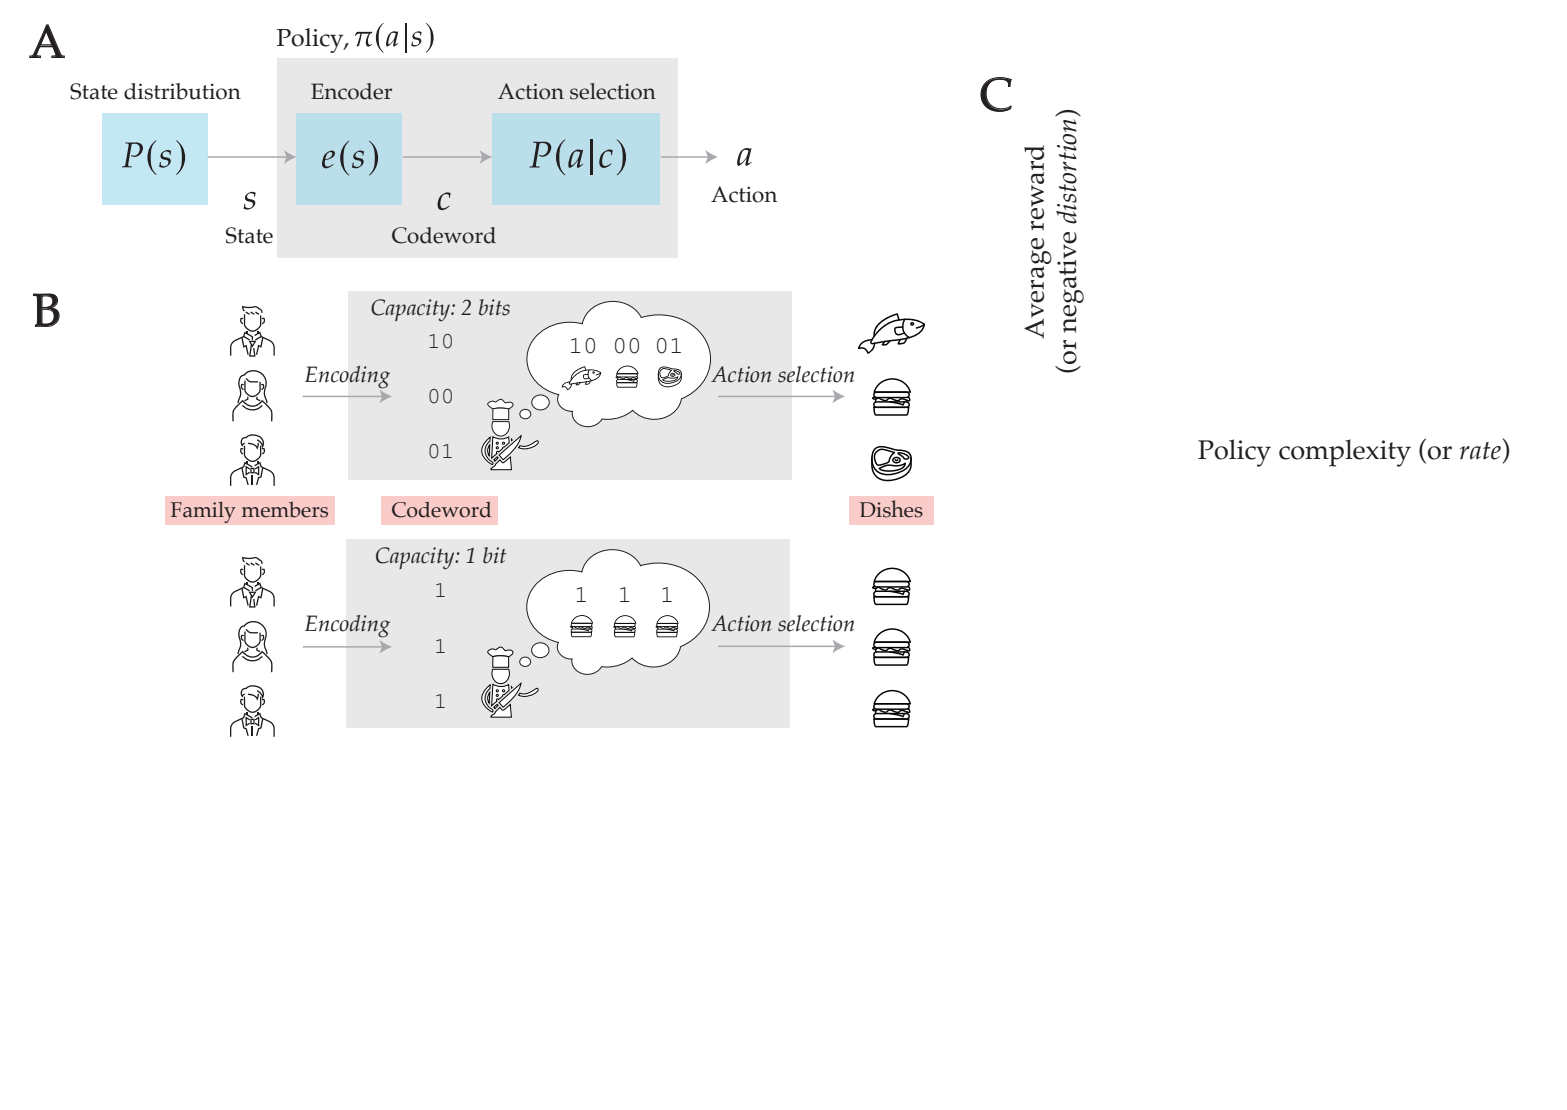 A
Policy, π(a|s)
State distribution
Encoder
Action selection
P(s)
e(s)
P(a|c)
a
Action
s
State
c
Codeword
B
Capacity: 2 bits
10
00
01
Encoding
10 00 01
Action selection
Family members
Codeword
Dishes
Capacity: 1 bit
1
1
1
Encoding
1 1 1
Action selection
C
Average reward
(or negative distortion)
Policy complexity (or rate)